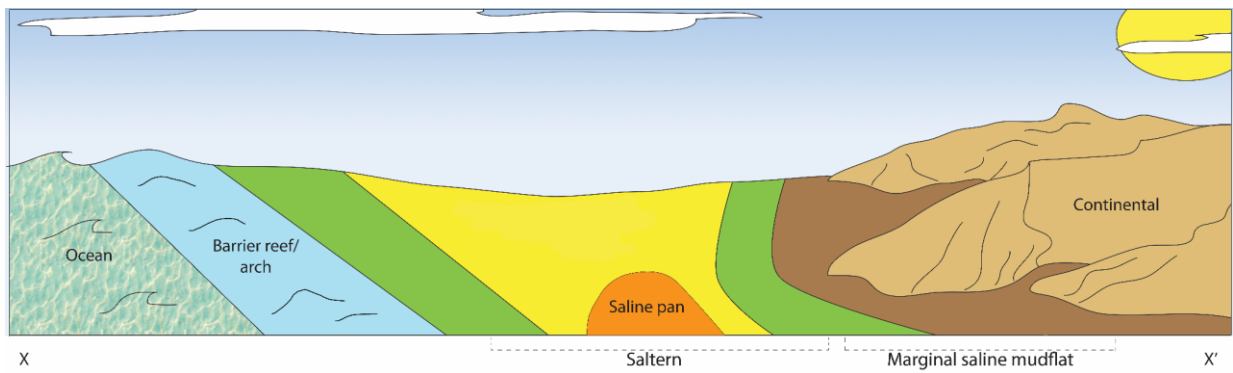 Ocean
Barrier reef/
arch
Saline pan
Continental
X
Saltern
Marginal saline mudflat
X'